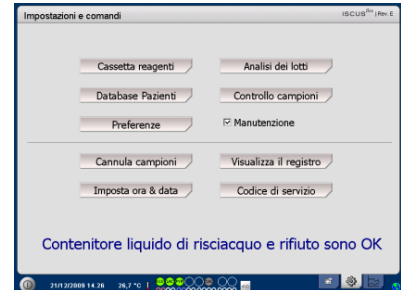 Impostazioni e comandi
ISCUS Flex | Rev. E
Cassetta reagenti
Analisi dei lotti
Database Pazienti
Controllo campioni
Preferenze
Manutenzione
Cannula campioni
Visualizza il registro
Imposta ora & data
Codice di servizio
Contenitore liquido di risciacquo e rifiuto sono OK
21/12/2009 14.26 26,7 °C